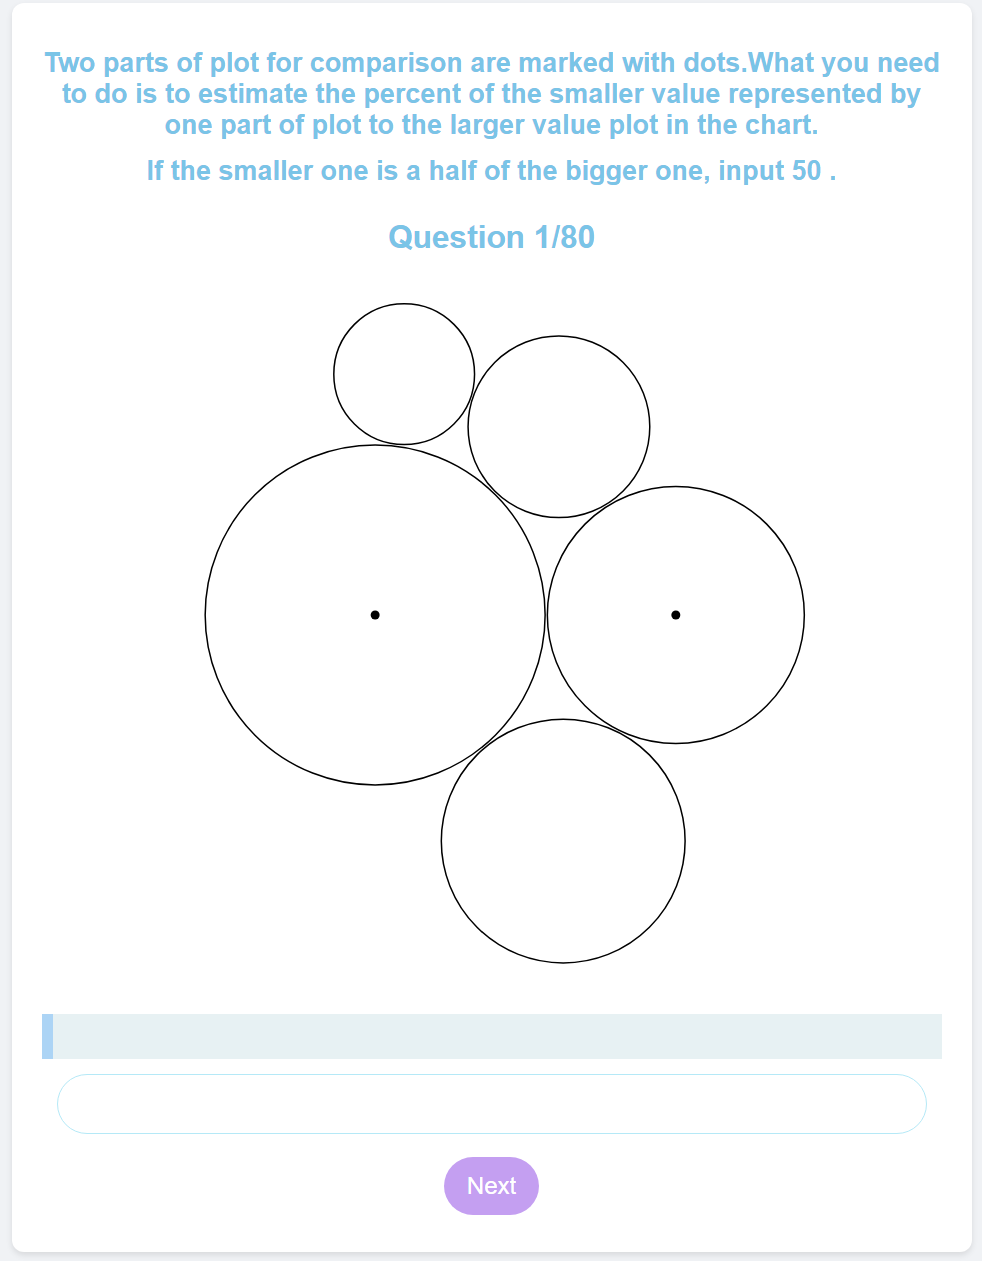 Two parts of plot for comparison are marked with dots.What you need
to do is to estimate the percent of the smaller value represented by
one part of plot to the larger value plot in the chart.
If the smaller one is a half of the bigger one, input 50 .
Question 1/80
Next